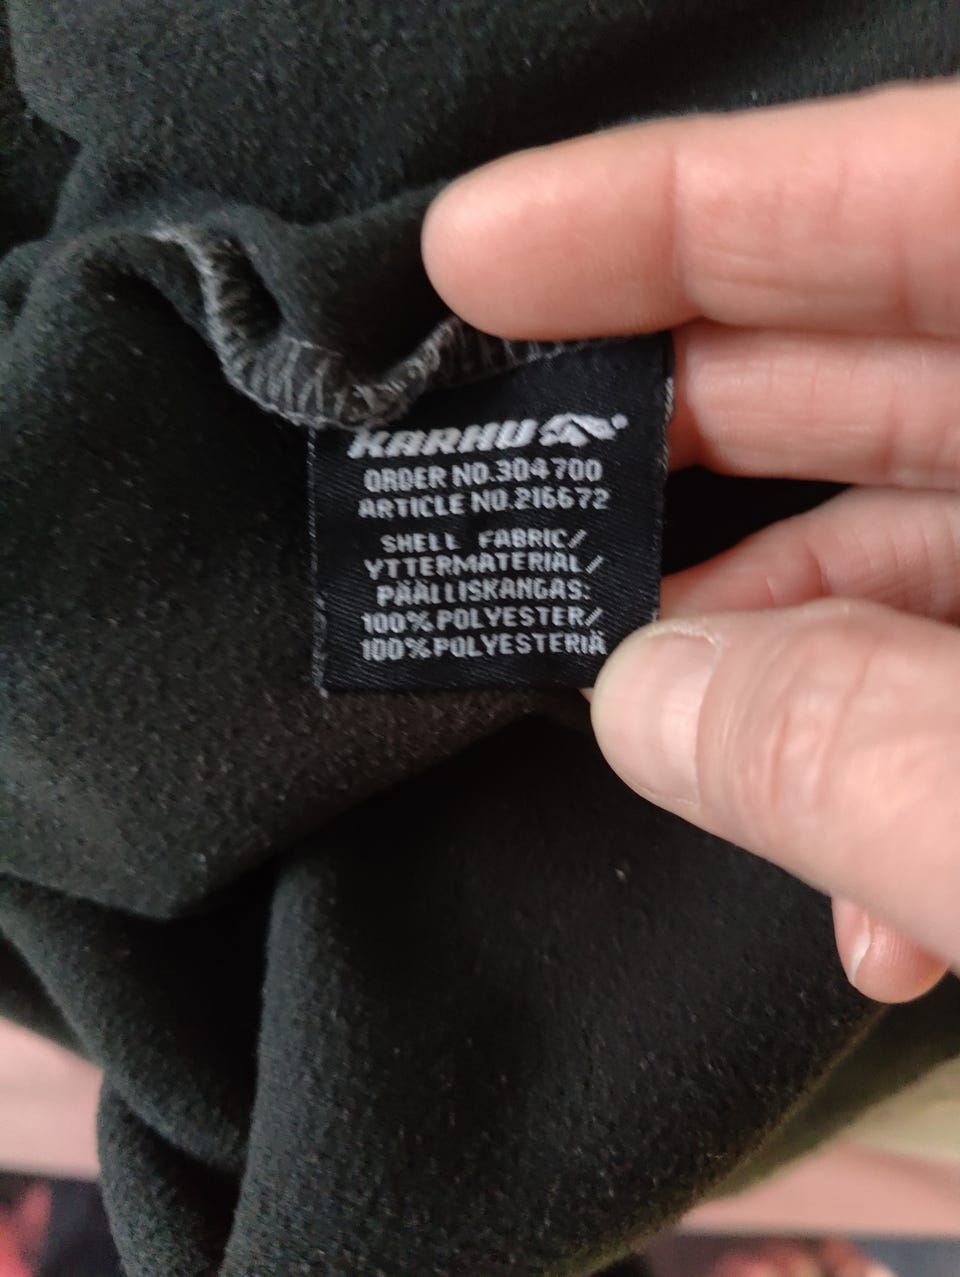 KARHU
ORDER NO.304700
ARTICLE NO.216672
SHELL FABRIC/
YTTERMATERIAL/
PÄÄLLISKANGAS:
100%POLYESTER/
100%POLYESTERIÄ